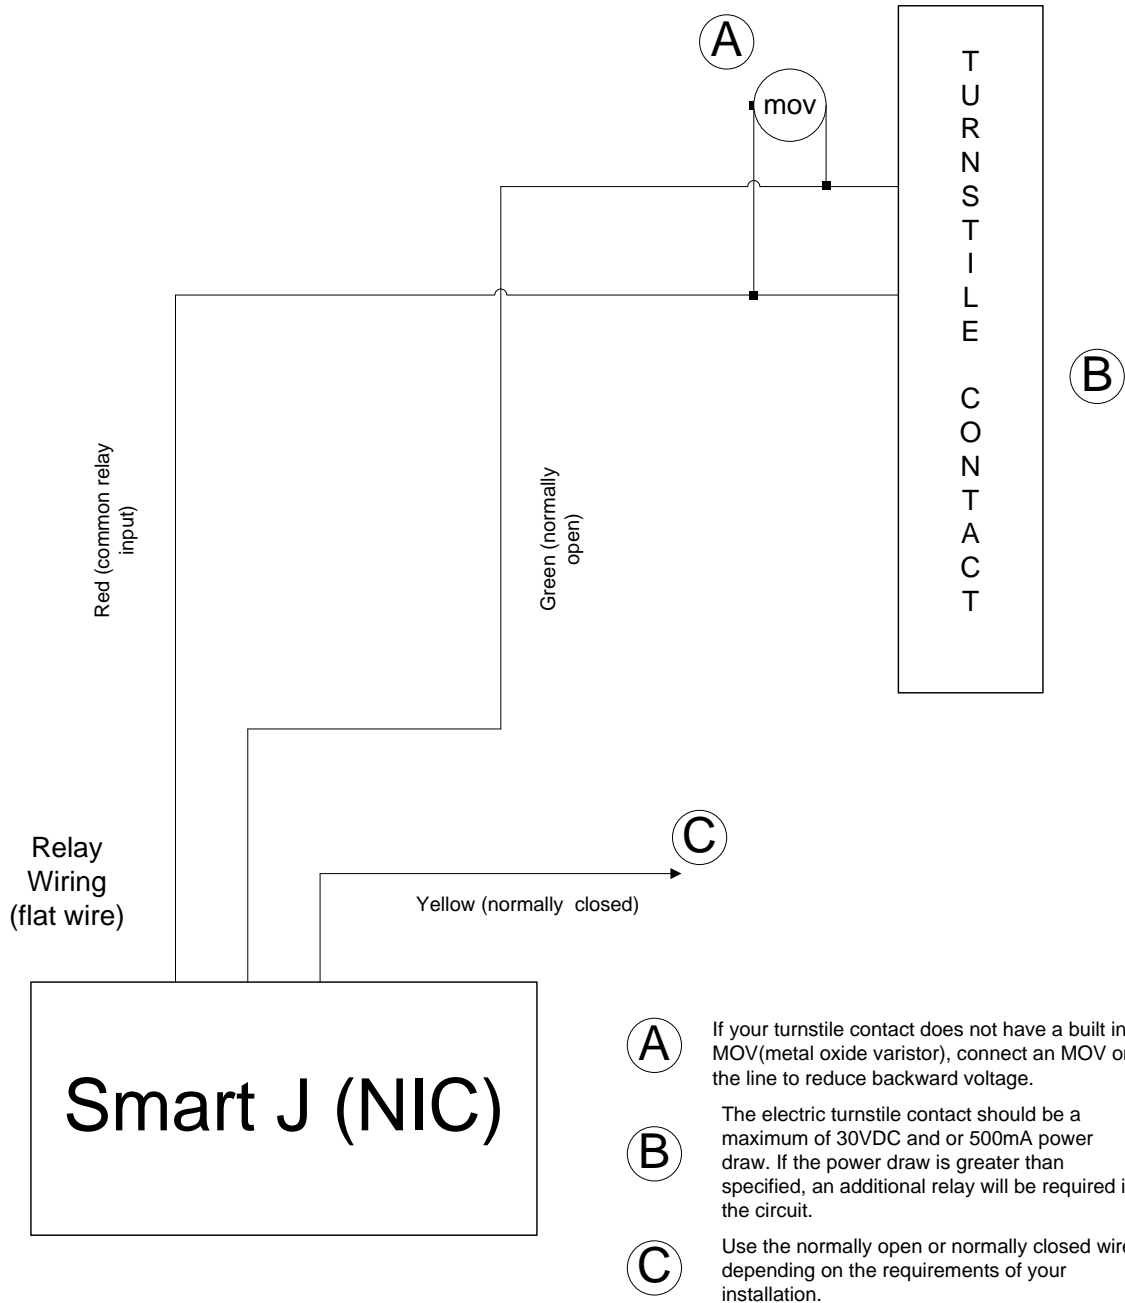 A
mov
TURNSTILE CONTACT
B
Red (common relay
input)
Green (normally
open)
Relay
Wiring
(flat wire)
C
Yellow (normally closed)
Smart J (NIC)
A
If your turnstile contact does not have a built in
MOV(metal oxide varistor), connect an MOV on
the line to reduce backward voltage.
B
The electric turnstile contact should be a
maximum of 30VDC and or 500mA power
draw. If the power draw is greater than
specified, an additional relay will be required i
the circuit.
C
Use the normally open or normally closed wire
depending on the requirements of your
installation.